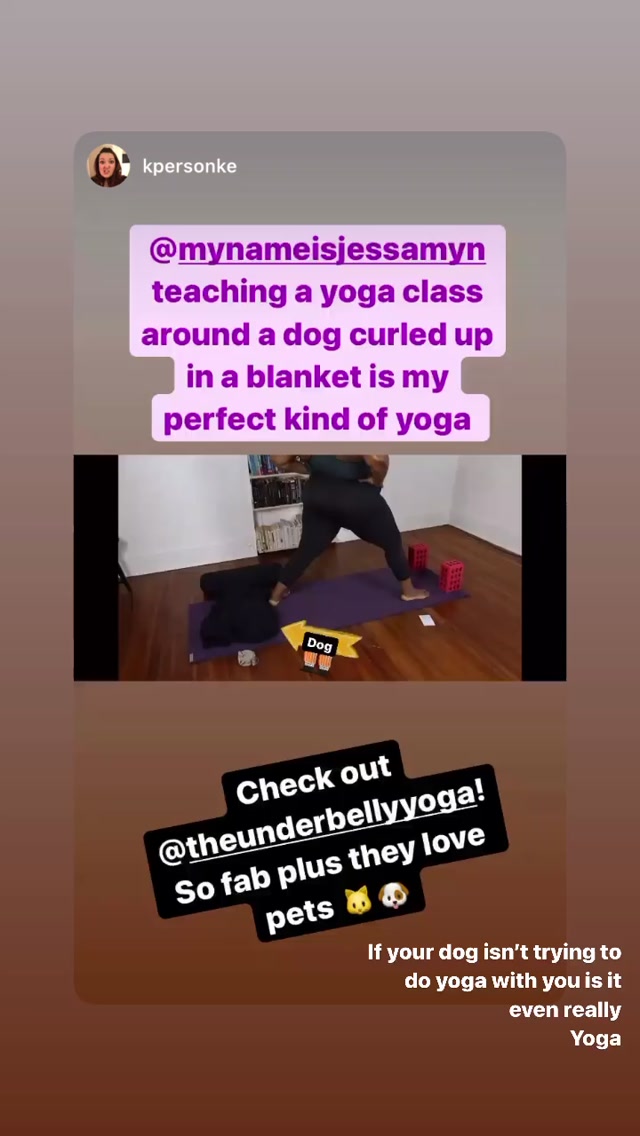 kpersonke
@mynameisjessamyn
teaching a yoga class
around a dog curled up
in a blanket is my
perfect kind of yoga
Dog
Check out
@theunderbellyyoga!
So fab plus they love
pets 🐱🐶
If your dog isn’t trying to
do yoga with you is it
even really
Yoga